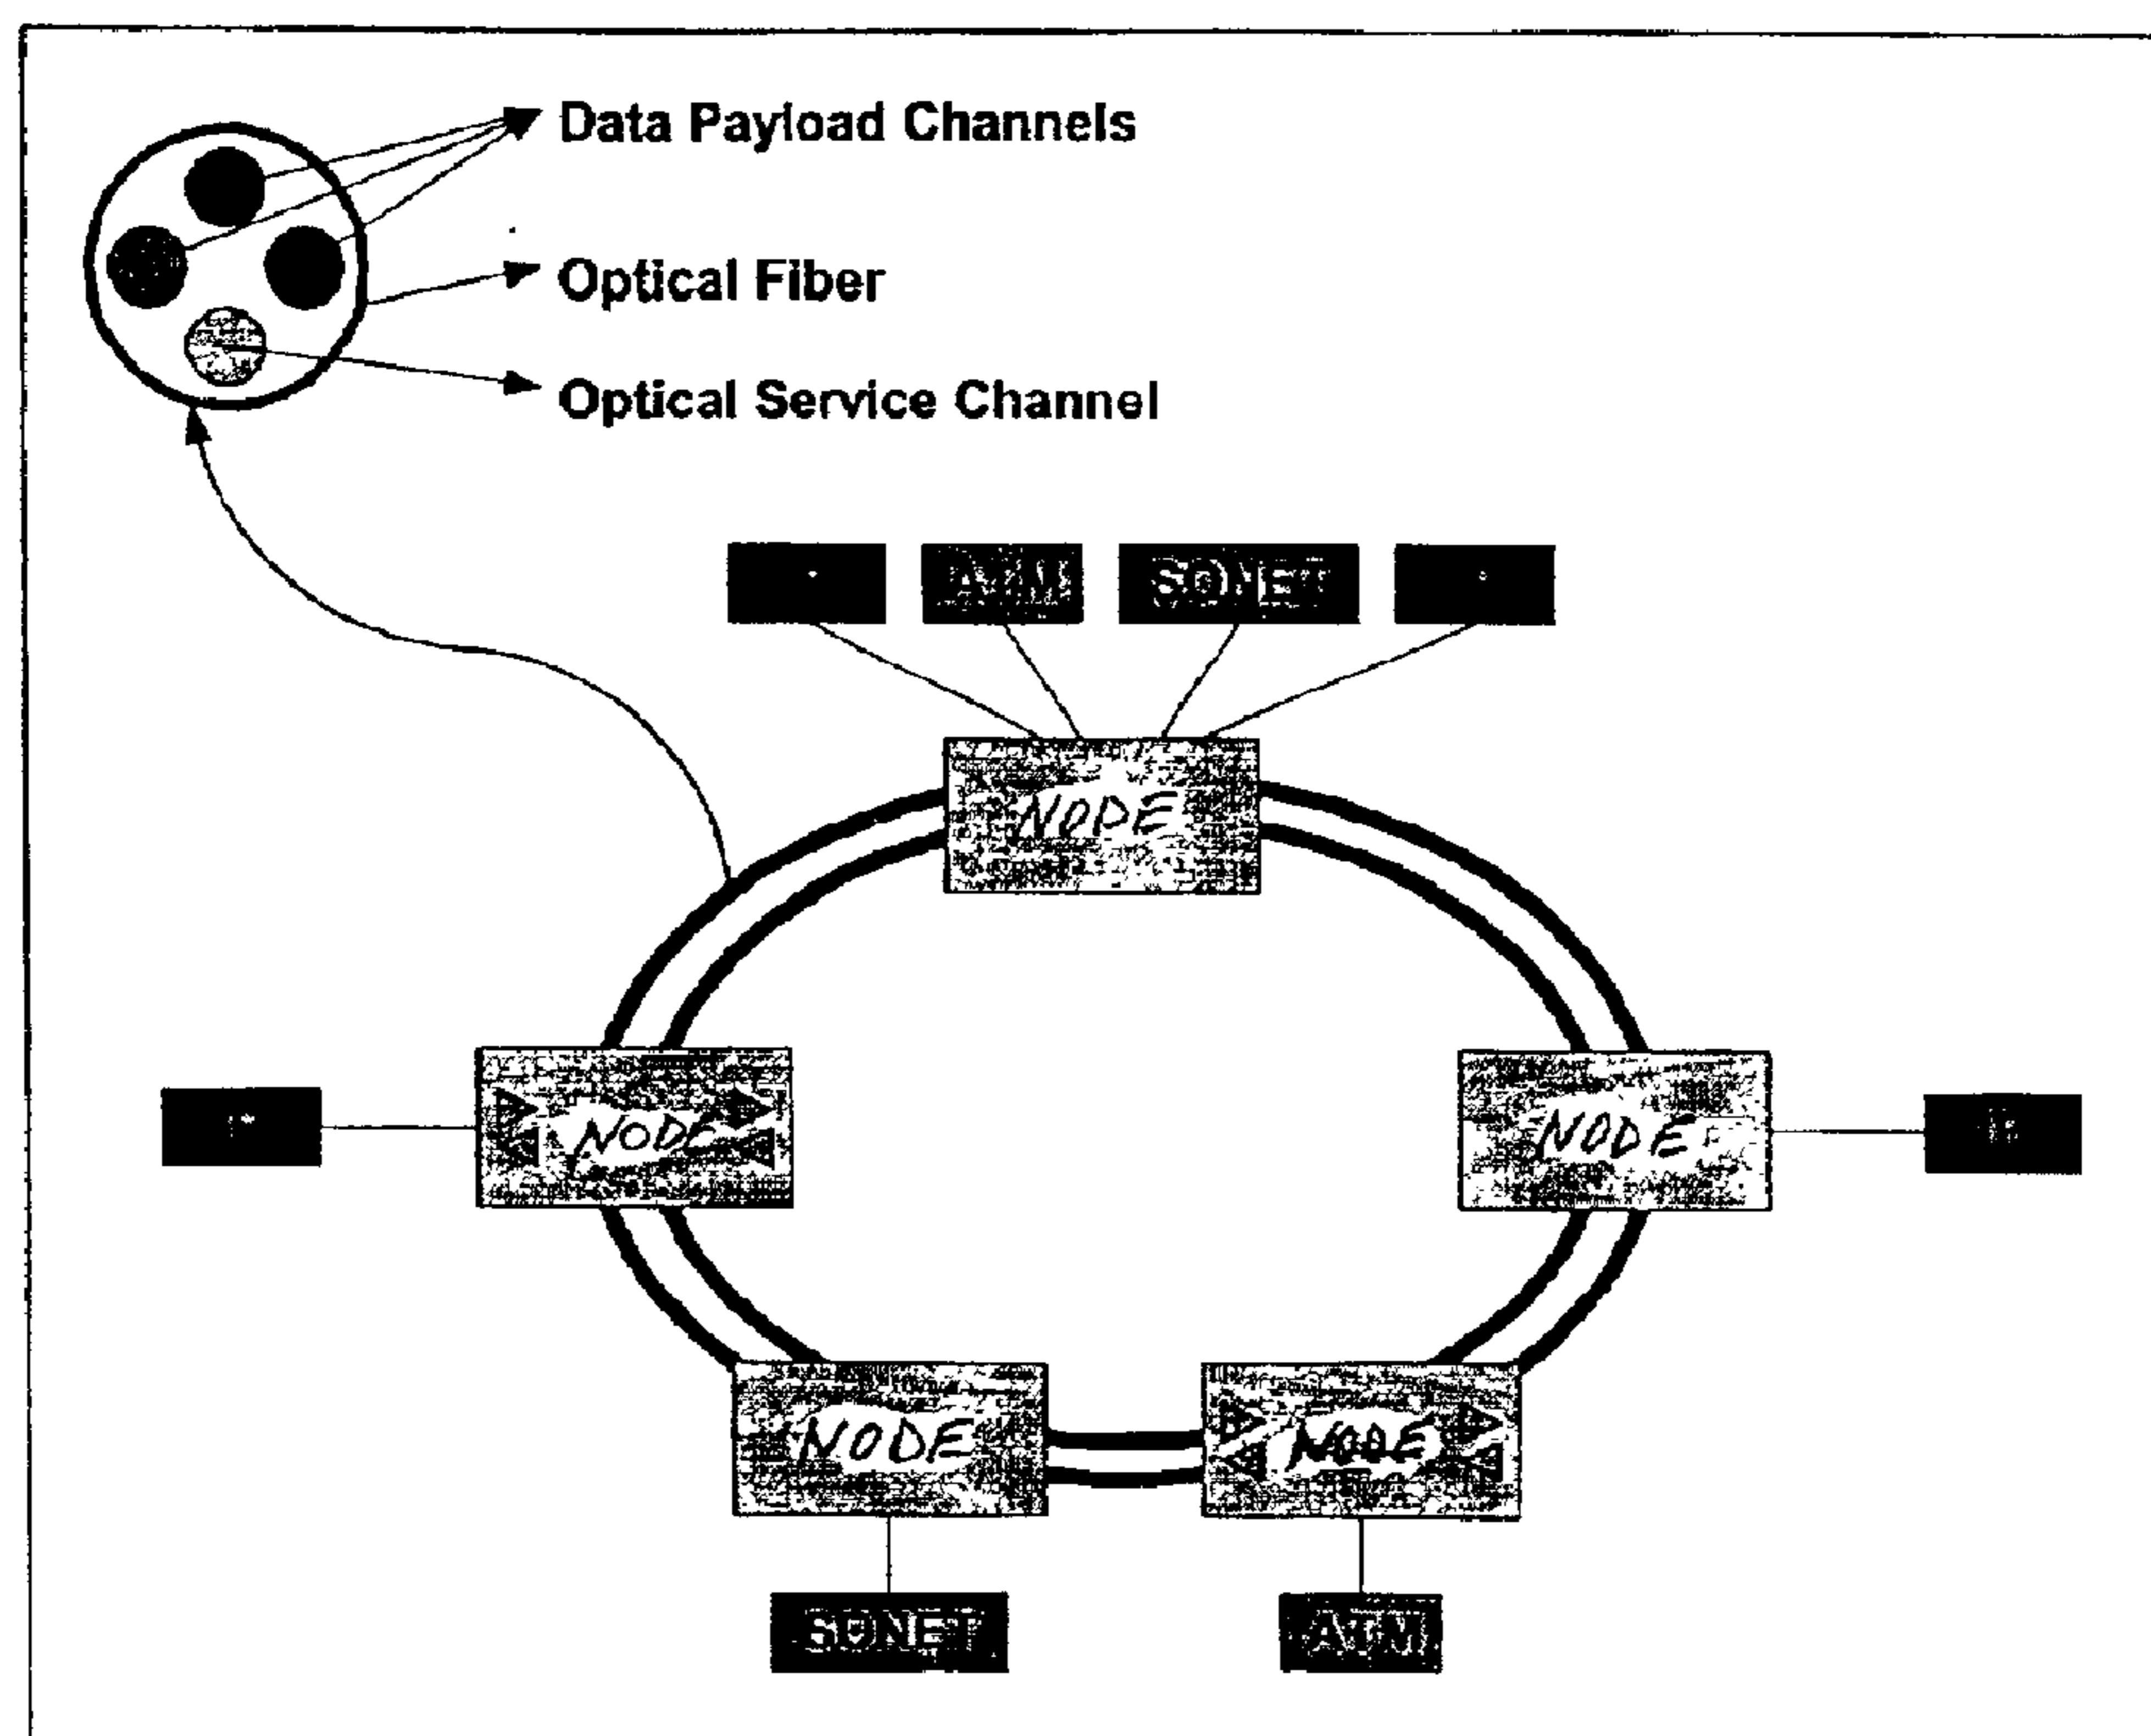 Data Payload Channels
Optical Fiber
Optical Service Channel
ATM SONET
NODE
NODE
NODE
NODE
NODE
SONET
ATM